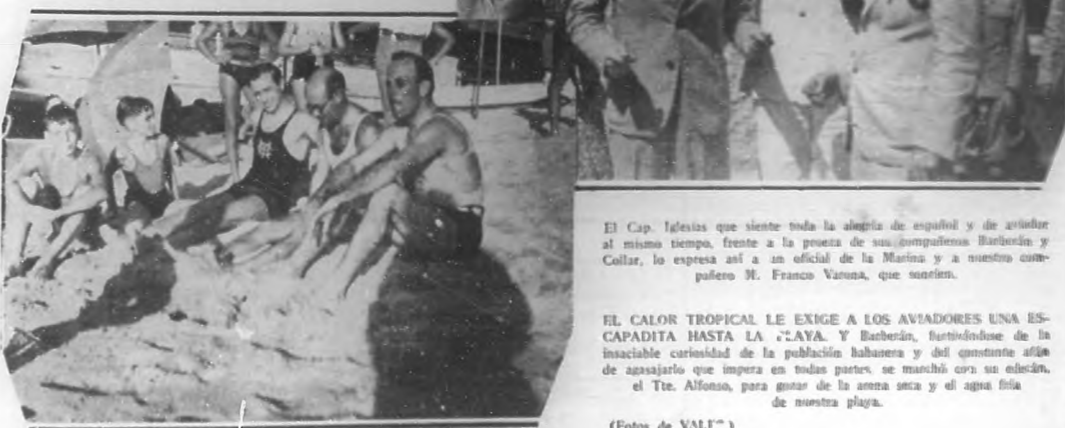 El Cap. Iglesias que siente toda la alegría de español y de aviador
al mismo tiempo, frente a la proeza de sus compañeros Barberán y
Collar, lo expresa así a un oficial de la Marina y a nuestro com-
pañero M. Franco Varona, que sonríen.
EL CALOR TROPICAL LE EXIGE A LOS AVIADORES UNA ES-
CAPADITA HASTA LA Y Barberán, de la
insaciable curiosidad de la población habanera y del constante afán
de agasajarlo que impera en todas partes, se marchó con su edecán,
el Tte. Alfonso, para gozar de la arena seca y el agua fría
de nuestra playa.
(Fotos de